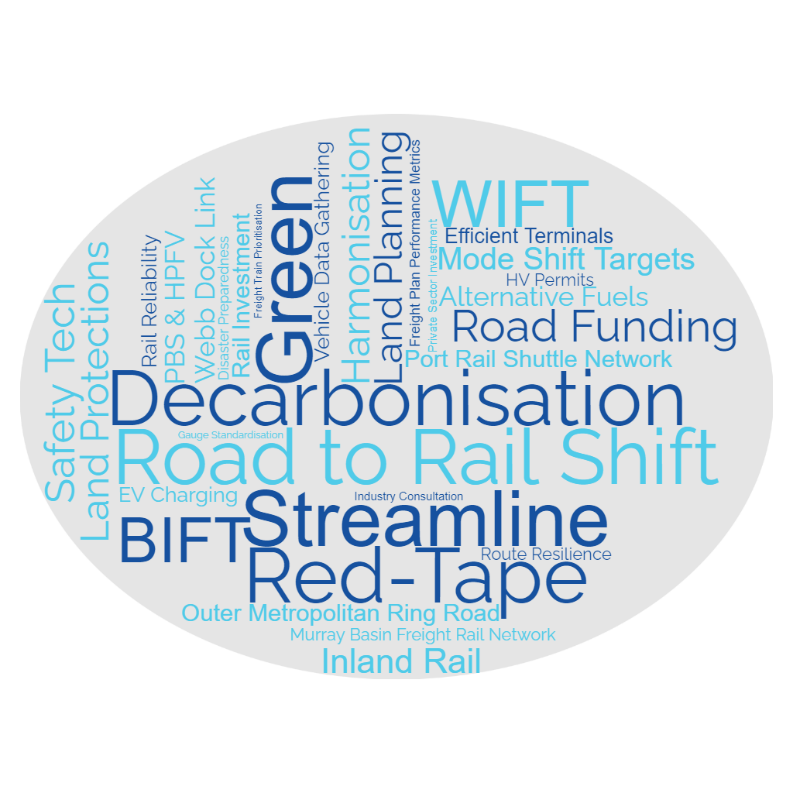 Safety Tech
Land Protections
Rail Reliability
PBS & HPFV
Webb Dock Link
Disaster Preparedness
Rail Investment
Freight Train Prioritisation
Green
Vehicle Data Gathering
Harmonisation
Land Planning
Freight Plan Performance Metrics
Private Sector Investment
WIFT
Efficient Terminals
Mode Shift Targets
HV Permits
Alternative Fuels
Road Funding
Port Rail Shuttle Network
Decarbonisation
Gauge Standardisation
Road to Rail Shift
EV Charging
Industry Consultation
Streamline
BIFT
Route Resilience
Red-Tape
Outer Metropolitan Ring Road
Murray Basin Freight Rail Network
Inland Rail